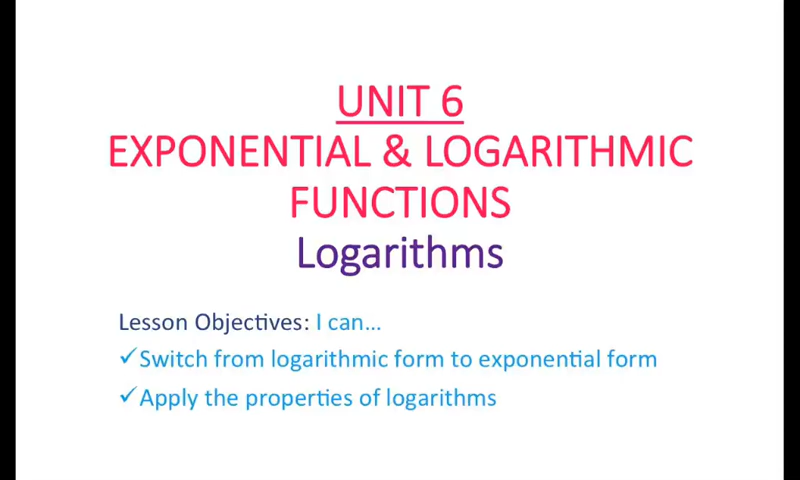 UNIT 6
EXPONENTIAL & LOGARITHMIC
FUNCTIONS
Logarithms
Lesson Objectives: I can...
✓Switch from logarithmic form to exponential form
✓Apply the properties of logarithms